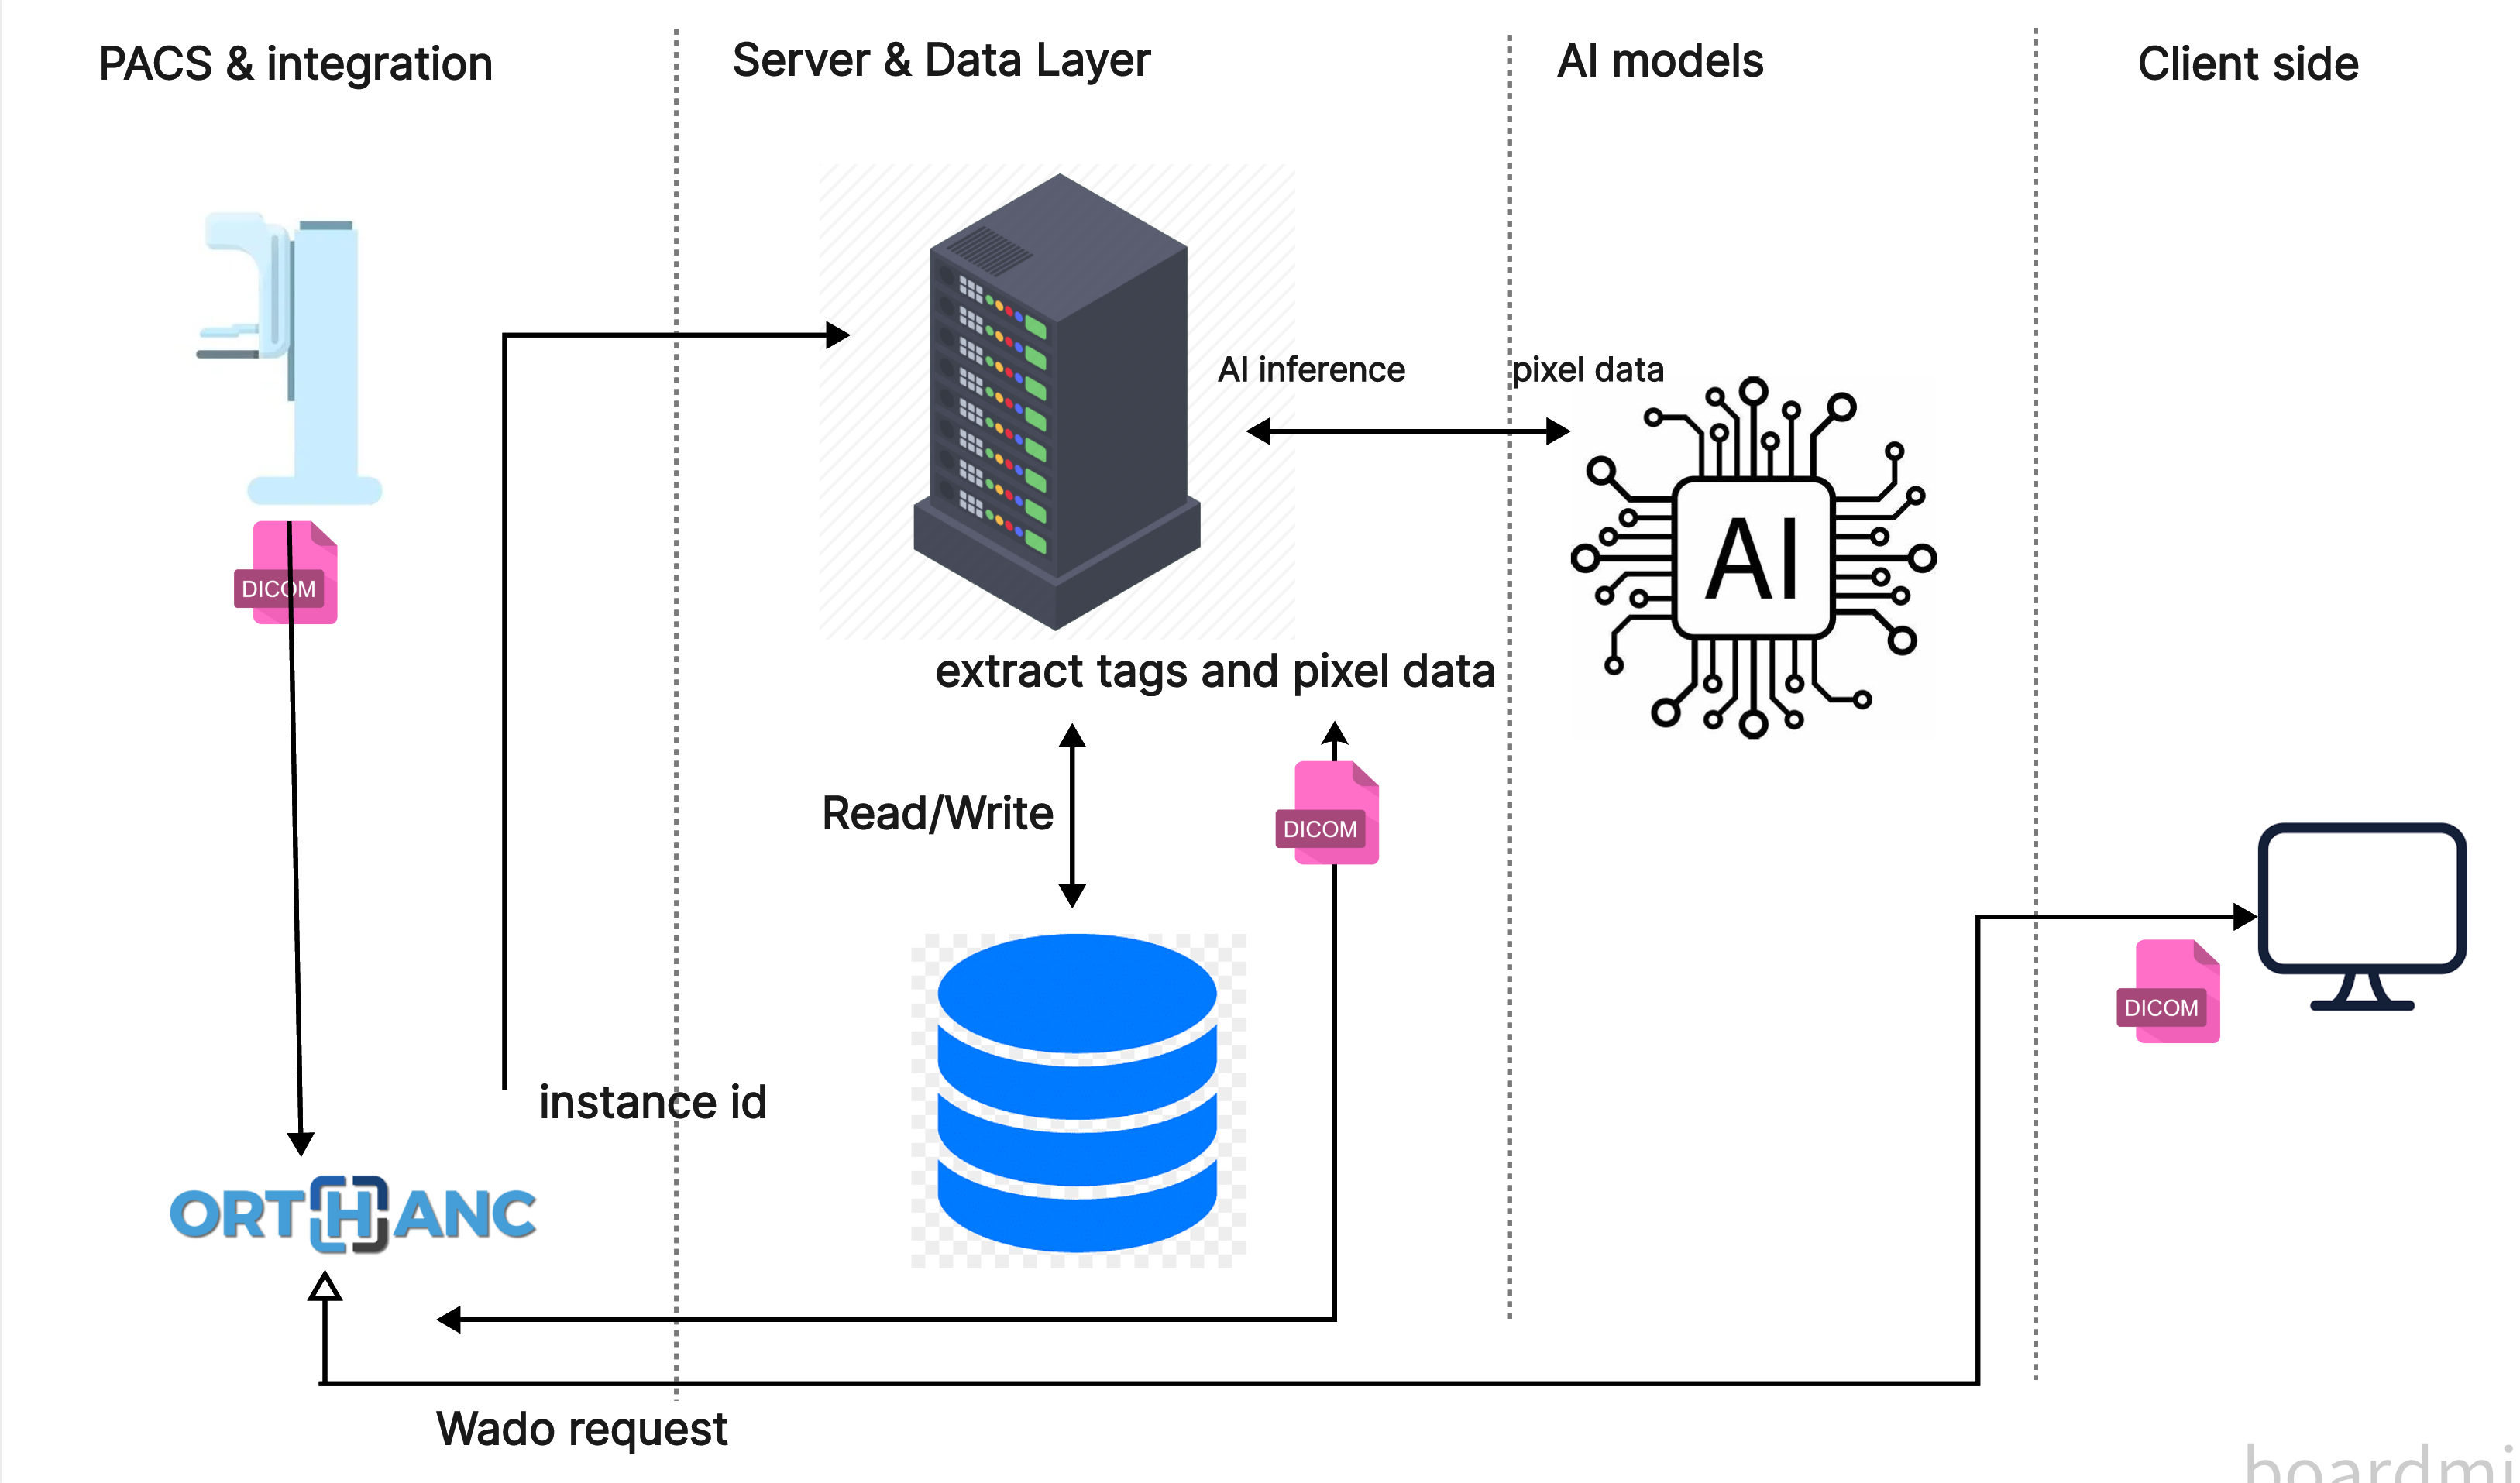 PACS & integration
Server & Data Layer
AI models
Client side
AI inference
pixel data
AI
DICOM
extract tags and pixel data
Read/Write
DICOM
DICOM
instance id
ORTHANC
Wado request
boardmi